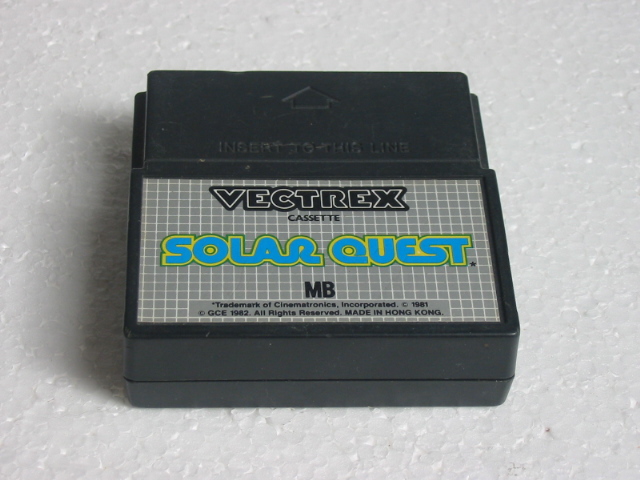 INSERT TO THIS LINE
VECTREX
CASSETTE
SOLAR QUEST*
MB
*Trademark of Cinematronics, Incorporated. © 1981
© GCE 1982. All Rights Reserved. MADE IN HONG KONG.